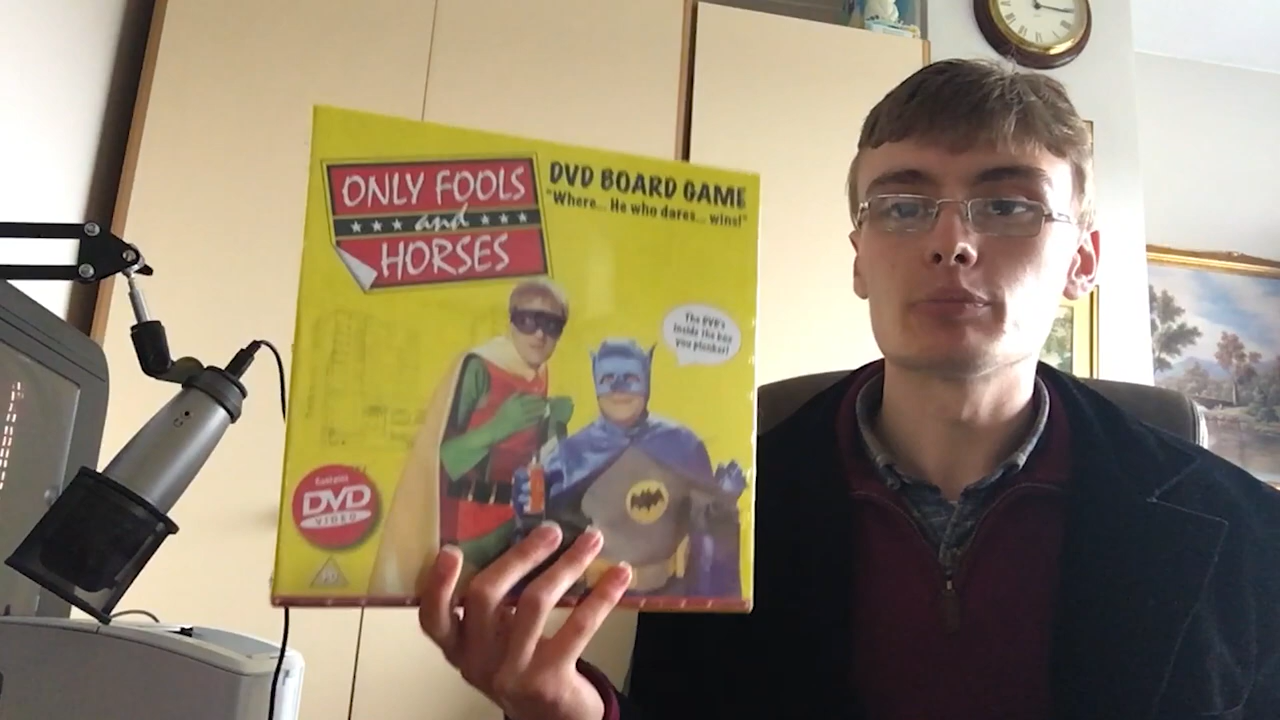 ONLY FOOLS
and
HORSES
DVD BOARD GAME
"Where... He who dares... wins!"
The DVD's
inside the box
you plonker!
Contains
DVD
VIDEO
PG